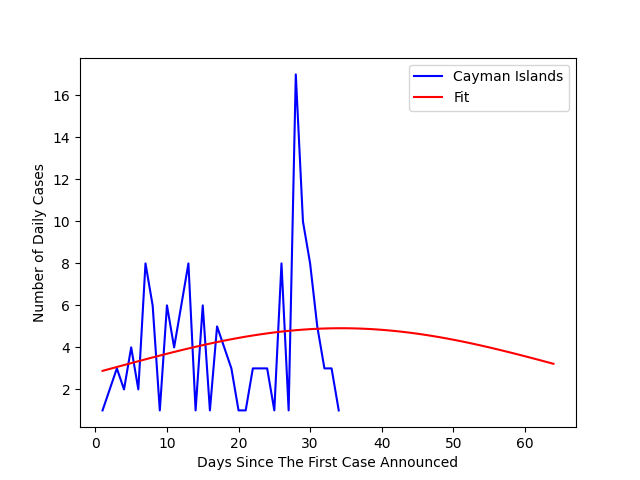 Cayman Islands
Fit
16
14
12
10
8
6
4
2
Number of Daily Cases
0 10 20 30 40 50 60
Days Since The First Case Announced